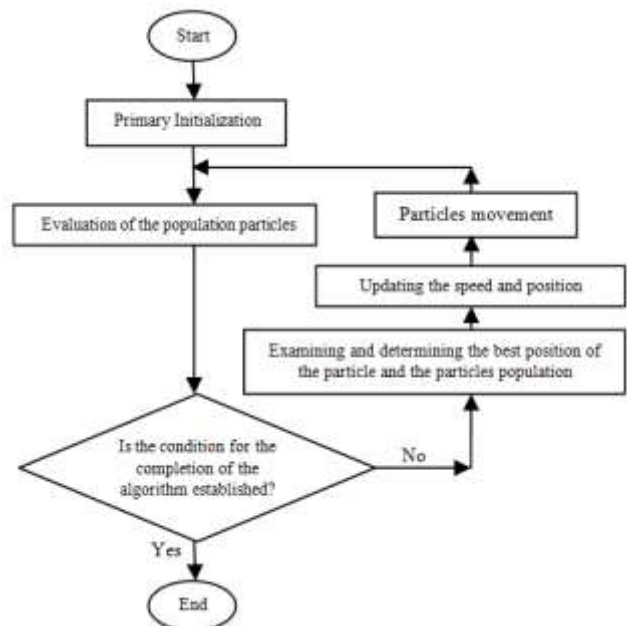 Start
Primary Initialization
Evaluation of the population particles
Particles movement
Updating the speed and position
Examining and determining the best position of
the particle and the particles population
Is the condition for the
completion of the
algorithm established?
No
Yes
End